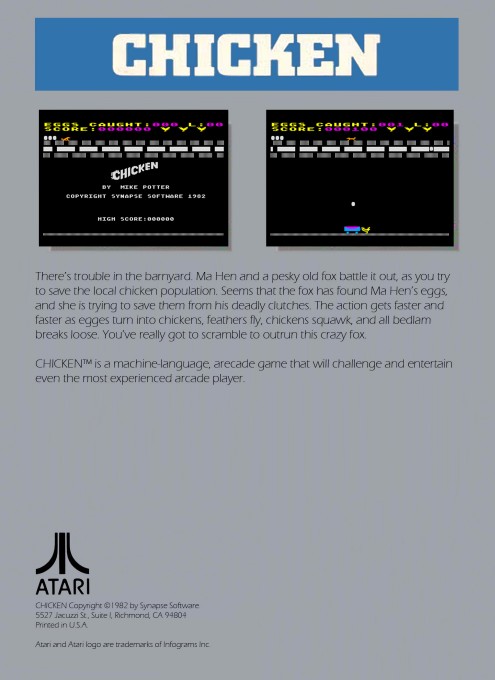 CHICKEN
EGGS CAUGHT:000 L:00
SCORE:000000
CHICKEN
BY MIKE POTTER
COPYRIGHT SYNAPSE SOFTWARE 1982
HIGH SCORE:000000
EGGS CAUGHT:001 L:00
SCORE:000100
There's trouble in the barnyard. Ma Hen and a pesky old fox battle it out, as you try
to save the local chicken population. Seems that the fox has found Ma Hen's eggs,
and she is trying to save them from his deadly clutches. The action gets faster and
faster as egges turn into chickens, feathers fly, chickens squawk, and all bedlam
breaks loose. You've really got to scramble to outrun this crazy fox.
CHICKEN™ is a machine-language, arecade game that will challenge and entertain
even the most experienced arcade player.
ATARI
CHICKEN Copyright ©1982 by Synapse Software
5527 Jacuzzi St., Suite I, Richmond, CA 94804
Printed in U.S.A.
Atari and Atari logo are trademarks of Infograms Inc.